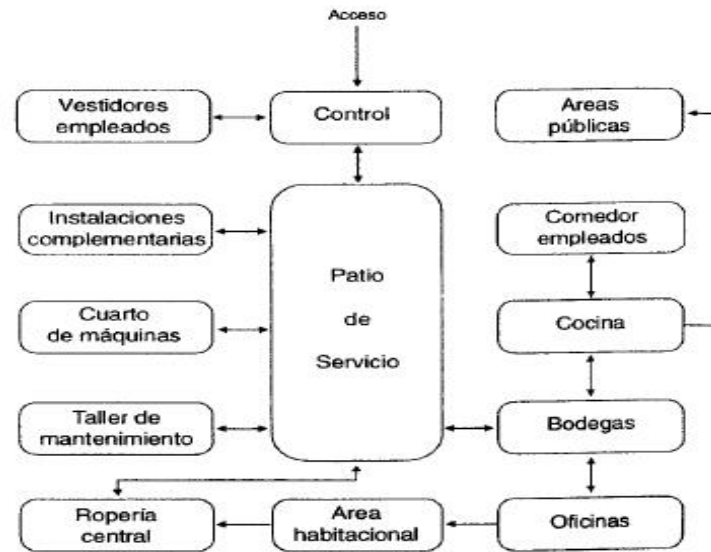 Acceso
Vestidores
empleados
Control
Areas
públicas
Instalaciones
complementarias
Comedor
empleados
Patio
de
Servicio
Cuarto
de máquinas
Cocina
Taller de
mantenimiento
Bodegas
Ropería
central
Area
habitacional
Oficinas